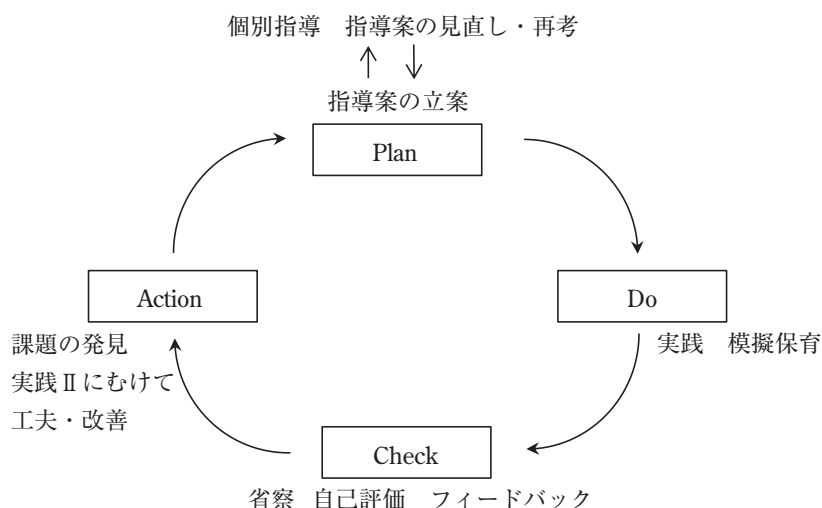 個別指導　指導案の見直し・再考
指導案の立案
Plan
Action
Do
課題の発見
実践Ⅱにむけて
工夫・改善
実践　模擬保育
Check
省察　自己評価　フィードバック